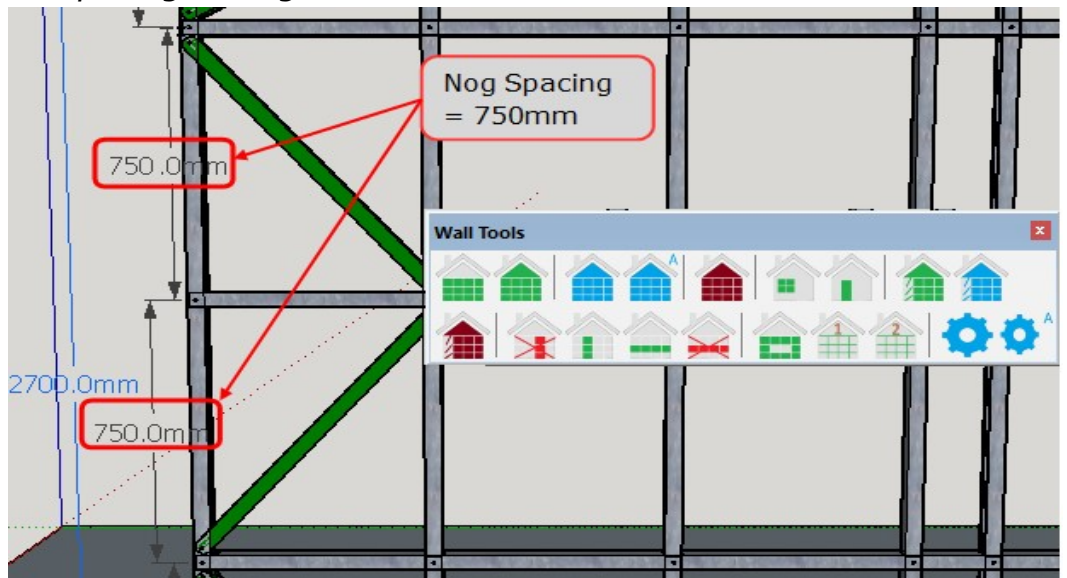 Nog Spacing
= 750mm
750.0mm
Wall Tools
A
1
2
A
2700.0mm
750.0mm